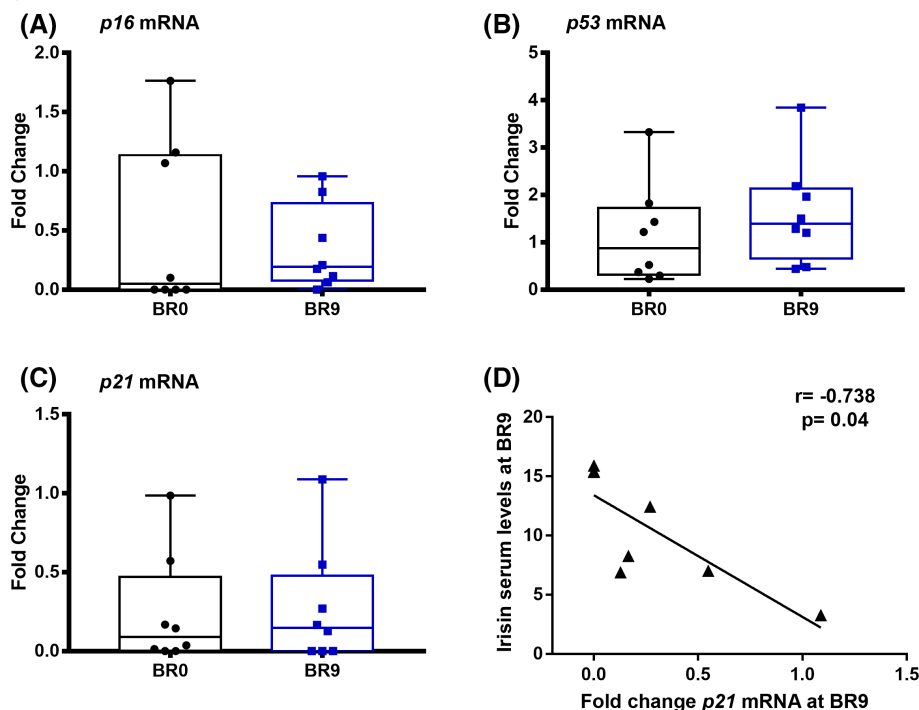 (A)
p16 mRNA
Fold Change
2.0
1.5
1.0
0.5
0.0
BR0
BR9
(B)
p53 mRNA
Fold Change
5
4
3
2
1
0
BR0
BR9
(C)
p21 mRNA
Fold Change
1.5
1.0
0.5
0.0
BR0
BR9
(D)
r= -0.738
p= 0.04
Irisin serum levels at BR9
20
15
10
5
0
0.0
0.5
1.0
1.5
Fold change p21 mRNA at BR9